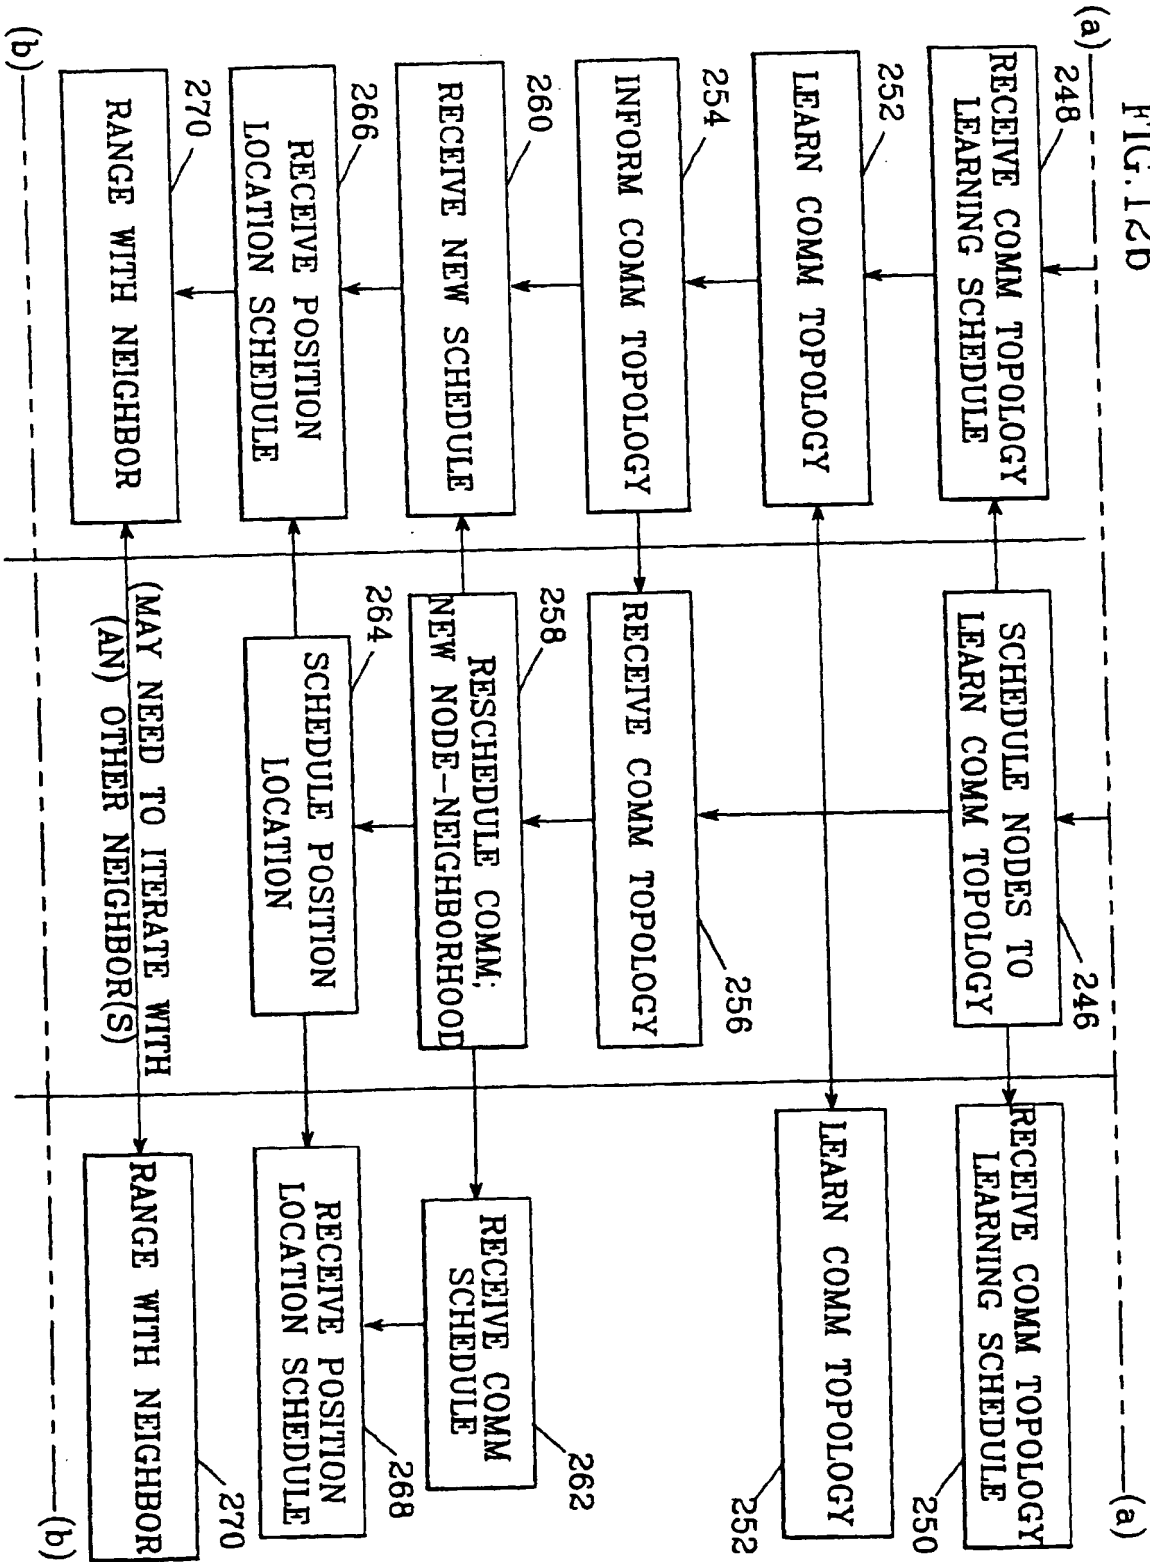 FIG.12b
(a)
(a)
248
RECEIVE COMM TOPOLOGY
LEARNING SCHEDULE
SCHEDULE NODES TO
LEARN COMM TOPOLOGY
246
RECEIVE COMM TOPOLOGY
LEARNING SCHEDULE
250
252
LEARN COMM TOPOLOGY
LEARN COMM TOPOLOGY
252
254
INFORM COMM TOPOLOGY
RECEIVE COMM TOPOLOGY
256
260
RECEIVE NEW SCHEDULE
258
RESCHEDULE COMM;
NEW NODE-NEIGHBORHOOD
RECEIVE COMM
SCHEDULE
262
266
RECEIVE POSITION
LOCATION SCHEDULE
264
SCHEDULE POSITION
LOCATION
RECEIVE POSITION
LOCATION SCHEDULE
268
270
RANGE WITH NEIGHBOR
(MAY NEED TO ITERATE WITH
(AN) OTHER NEIGHBOR(S)
RANGE WITH NEIGHBOR
270
(b)
(b)